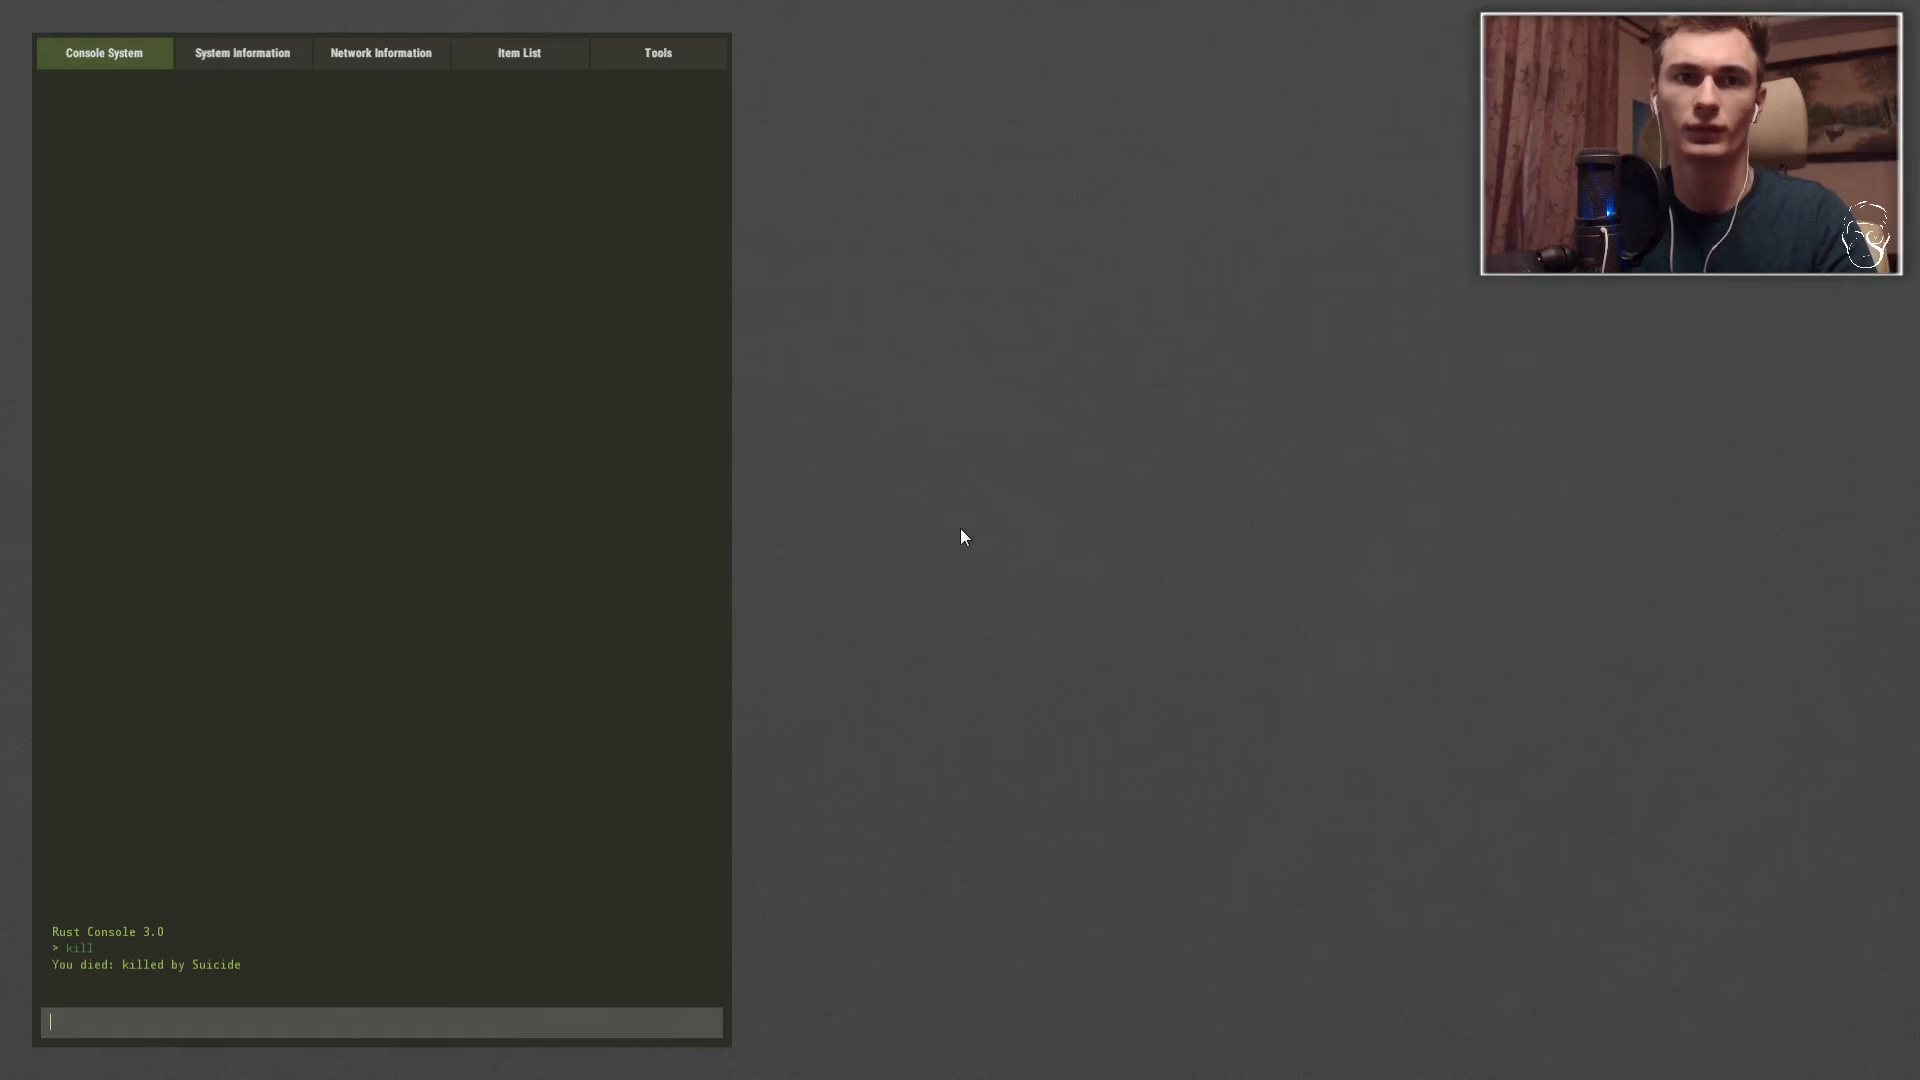 Console System
System Information
Network Information
Item List
Tools
Rust Console 3.0
> kill
You died: killed by Suicide